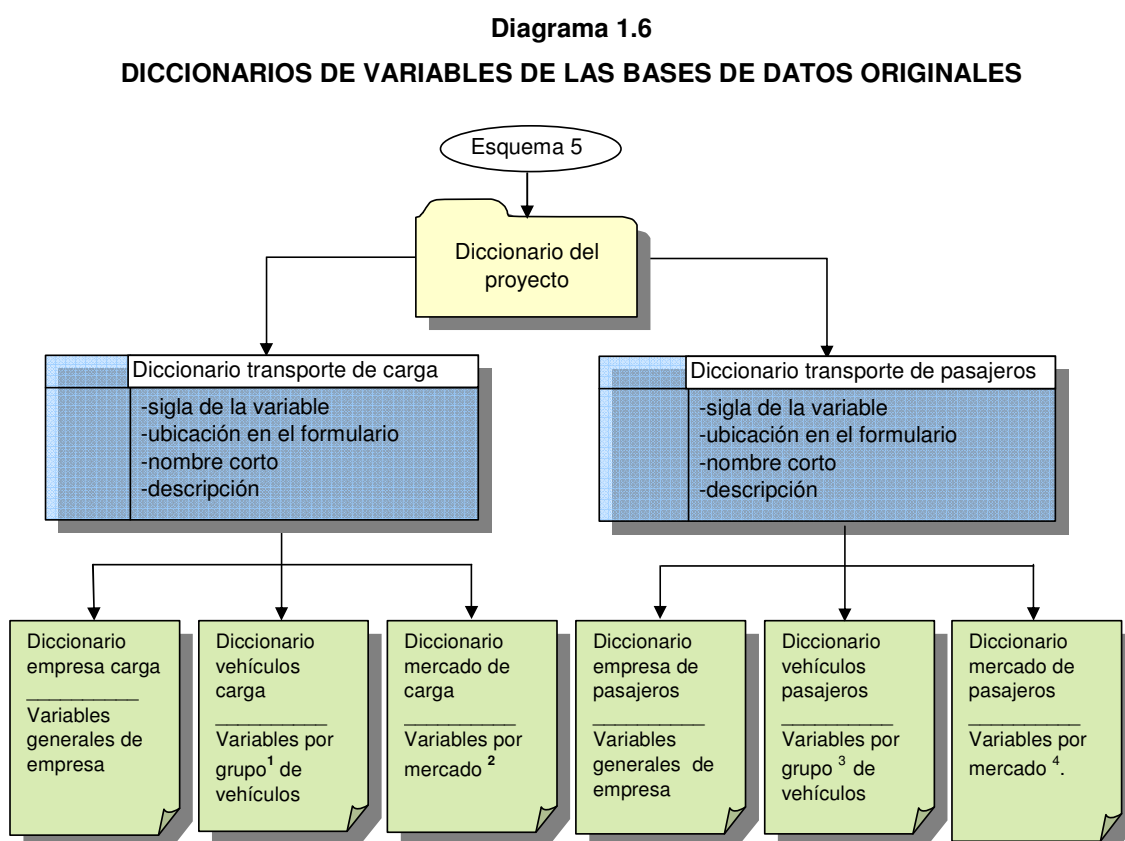 Diagrama 1.6
DICCIONARIOS DE VARIABLES DE LAS BASES DE DATOS ORIGINALES
Esquema 5
Diccionario del
proyecto
Diccionario transporte de carga
-sigla de la variable
-ubicación en el formulario
-nombre corto
-descripción
Diccionario transporte de pasajeros
-sigla de la variable
-ubicación en el formulario
-nombre corto
-descripción
Diccionario
empresa carga
__________
Variables
generales de
empresa
Diccionario
vehículos
carga
__________
Variables por
grupo¹ de
vehículos
Diccionario
mercado de
carga
__________
Variables por
mercado ²
Diccionario
empresa de
pasajeros
__________
Variables
generales de
empresa
Diccionario
vehículos
pasajeros
__________
Variables por
grupo ³ de
vehículos
Diccionario
mercado de
pasajeros
__________
Variables por
mercado ⁴.